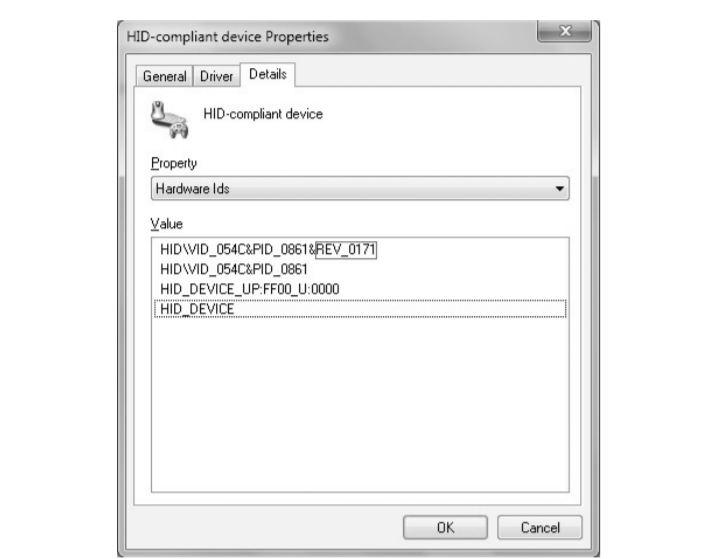 HID-compliant device Properties
General Driver Details
HID-compliant device
Property
Hardware Ids
Value
HID\VID_054C&PID_0861&REV_0171
HID\VID_054C&PID_0861
HID_DEVICE_UP:FF00_U:0000
HID_DEVICE
OK Cancel